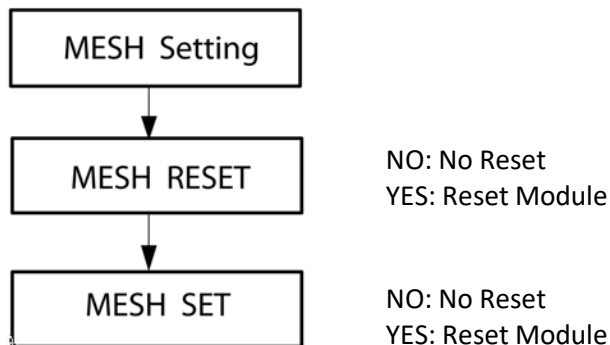 MESH Setting
MESH RESET
NO: No Reset
YES: Reset Module
MESH SET
NO: No Reset
YES: Reset Module